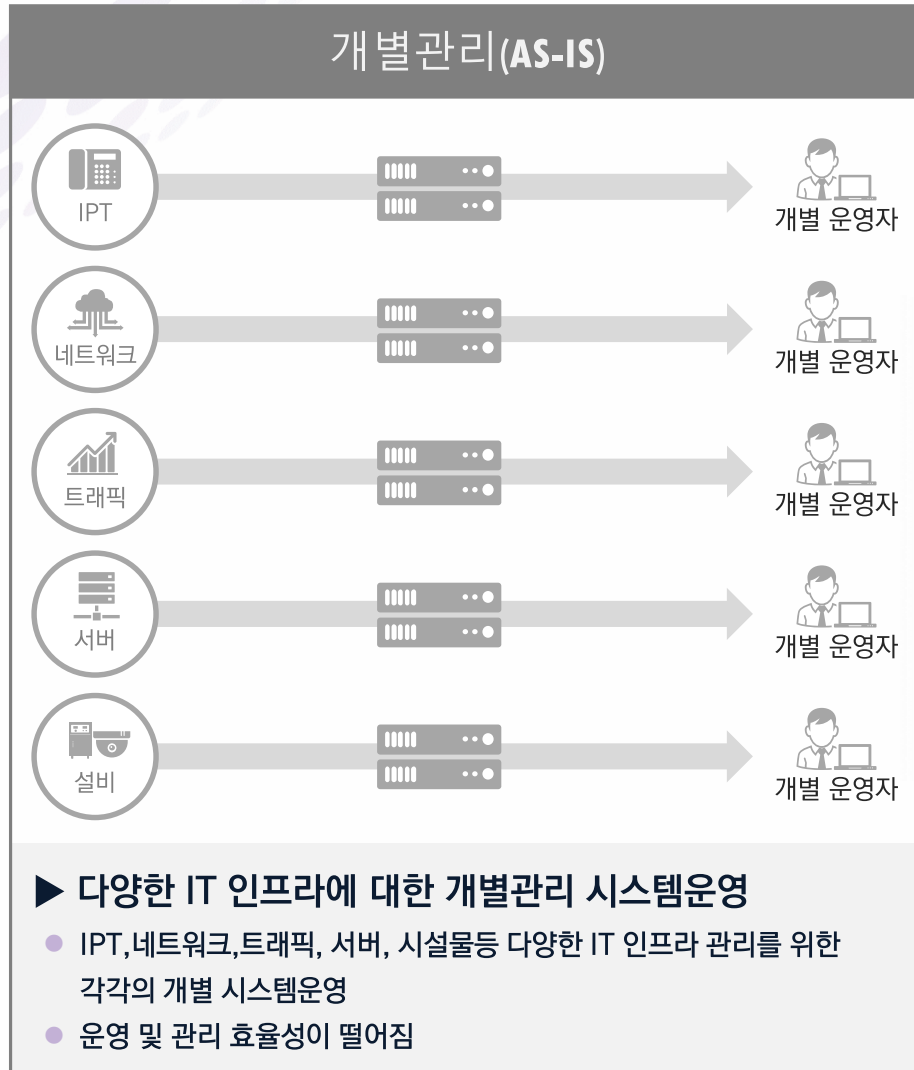 개별관리(AS-IS)
IPT
개별 운영자
네트워크
개별 운영자
트래픽
개별 운영자
서버
개별 운영자
설비
개별 운영자
▶ 다양한 IT 인프라에 대한 개별관리 시스템운영
● IPT,네트워크,트래픽, 서버, 시설물등 다양한 IT 인프라 관리를 위한
각각의 개별 시스템운영
● 운영 및 관리 효율성이 떨어짐